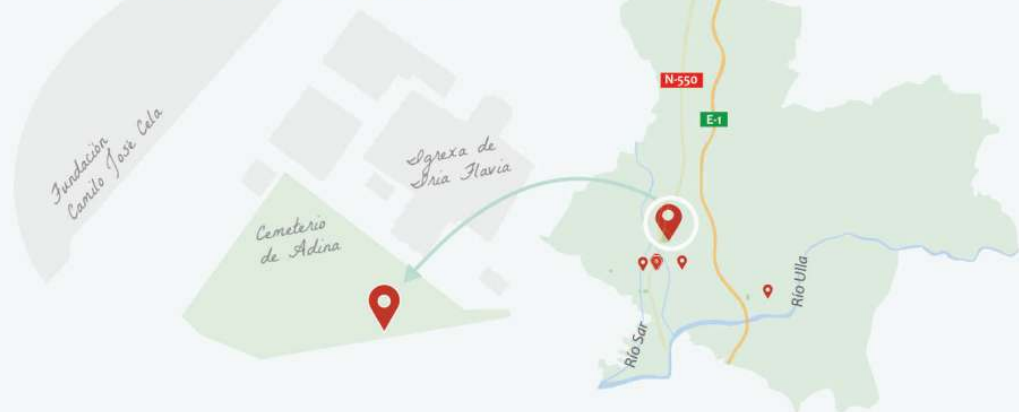 Fundación
Camilo José Cela
Igrexa de
Iria Flavia
Cemeterio
de Adina
N-550
E-1
Río Ulla
Río Sar